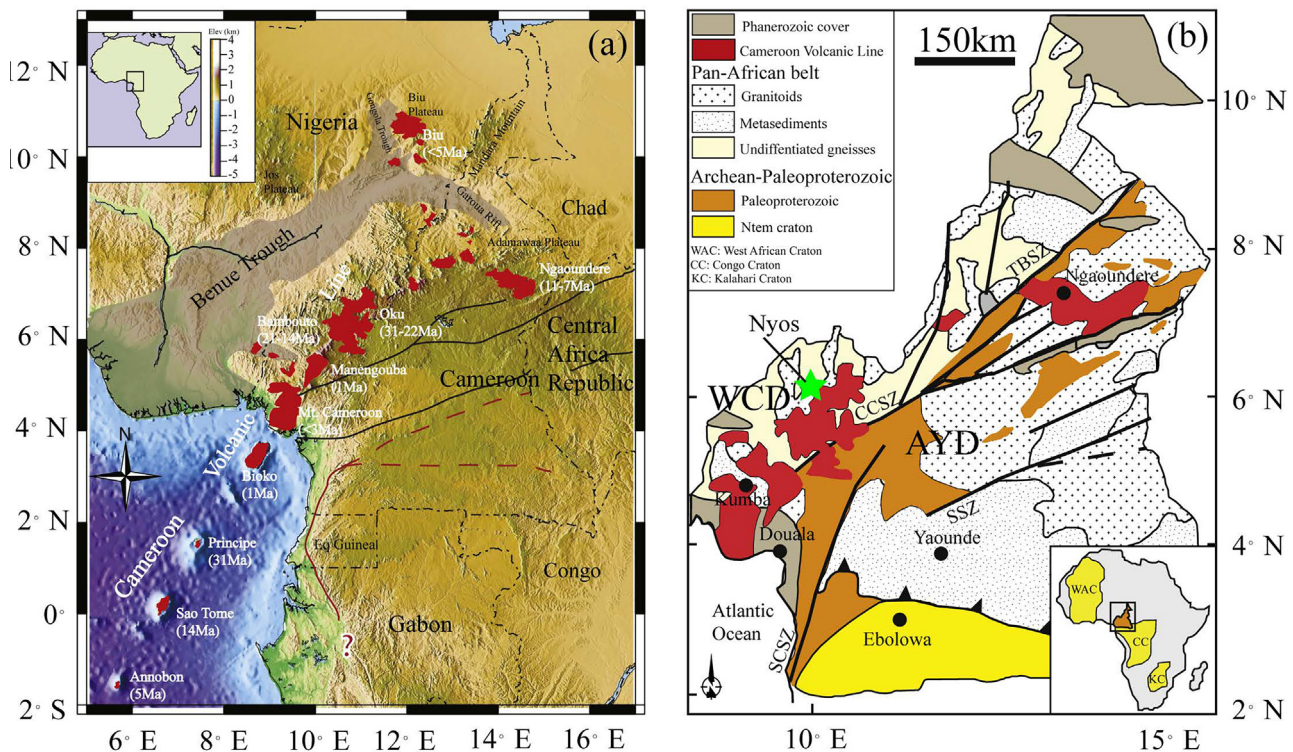 (a)
Elev (km)
4
3
2
1
0
-1
-2
-3
-4
-5
12° N
10° N
8° N
6° N
4° N
2° N
0°
2° S
6° E
8° E
10° E
12° E
14° E
16° E
Nigeria
Gongola Trough
Biu
Plateau
Biu
(<5Ma)
Mandara Mountain
Jos
Plateau
Garoua Rift
Chad
Adamawaa Plateau
Benue Trough
Ngaoundere
(11-7Ma)
Line
Oku
(31-22Ma)
Bambouto
(21-14Ma)
Central
Africa
Republic
Manengouba
(1Ma)
Cameroon
Mt. Cameroon
(<3Ma)
N
Volcanic
Bioko
(1Ma)
Principe
(31Ma)
Eq Guineal
Cameroon
Congo
Sao Tome
(14Ma)
Gabon
?
Annobon
(5Ma)
(b)
Phanerozoic cover
Cameroon Volcanic Line
Pan-African belt
Granitoids
Metasediments
Undiffentiated gneisses
Archean-Paleoproterozoic
Paleoproterozoic
Ntem craton
WAC: West African Craton
CC: Congo Craton
KC: Kalahari Craton
150km
10° N
8° N
6° N
4° N
2° N
10° E
15° E
TBSZ
Ngaoundere
Nyos
WCD
CCSZ
AYD
Kumba
SSZ
Douala
Yaounde
Atlantic
Ocean
Ebolowa
SCSZ
WAC
CC
KC